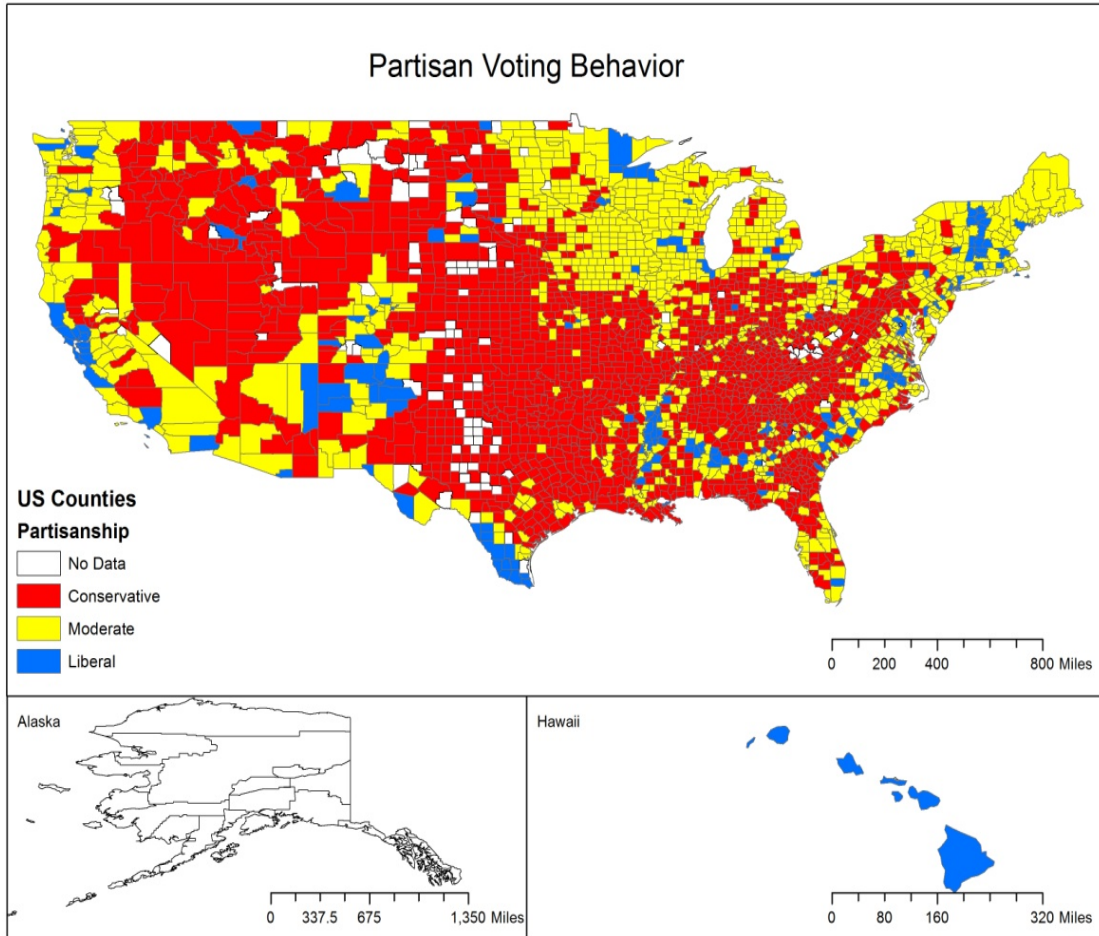 Partisan Voting Behavior
US Counties
Partisanship
No Data
Conservative
Moderate
Liberal
0 200 400 800 Miles
Alaska
0 337.5 675 1,350 Miles
Hawaii
0 80 160 320 Miles